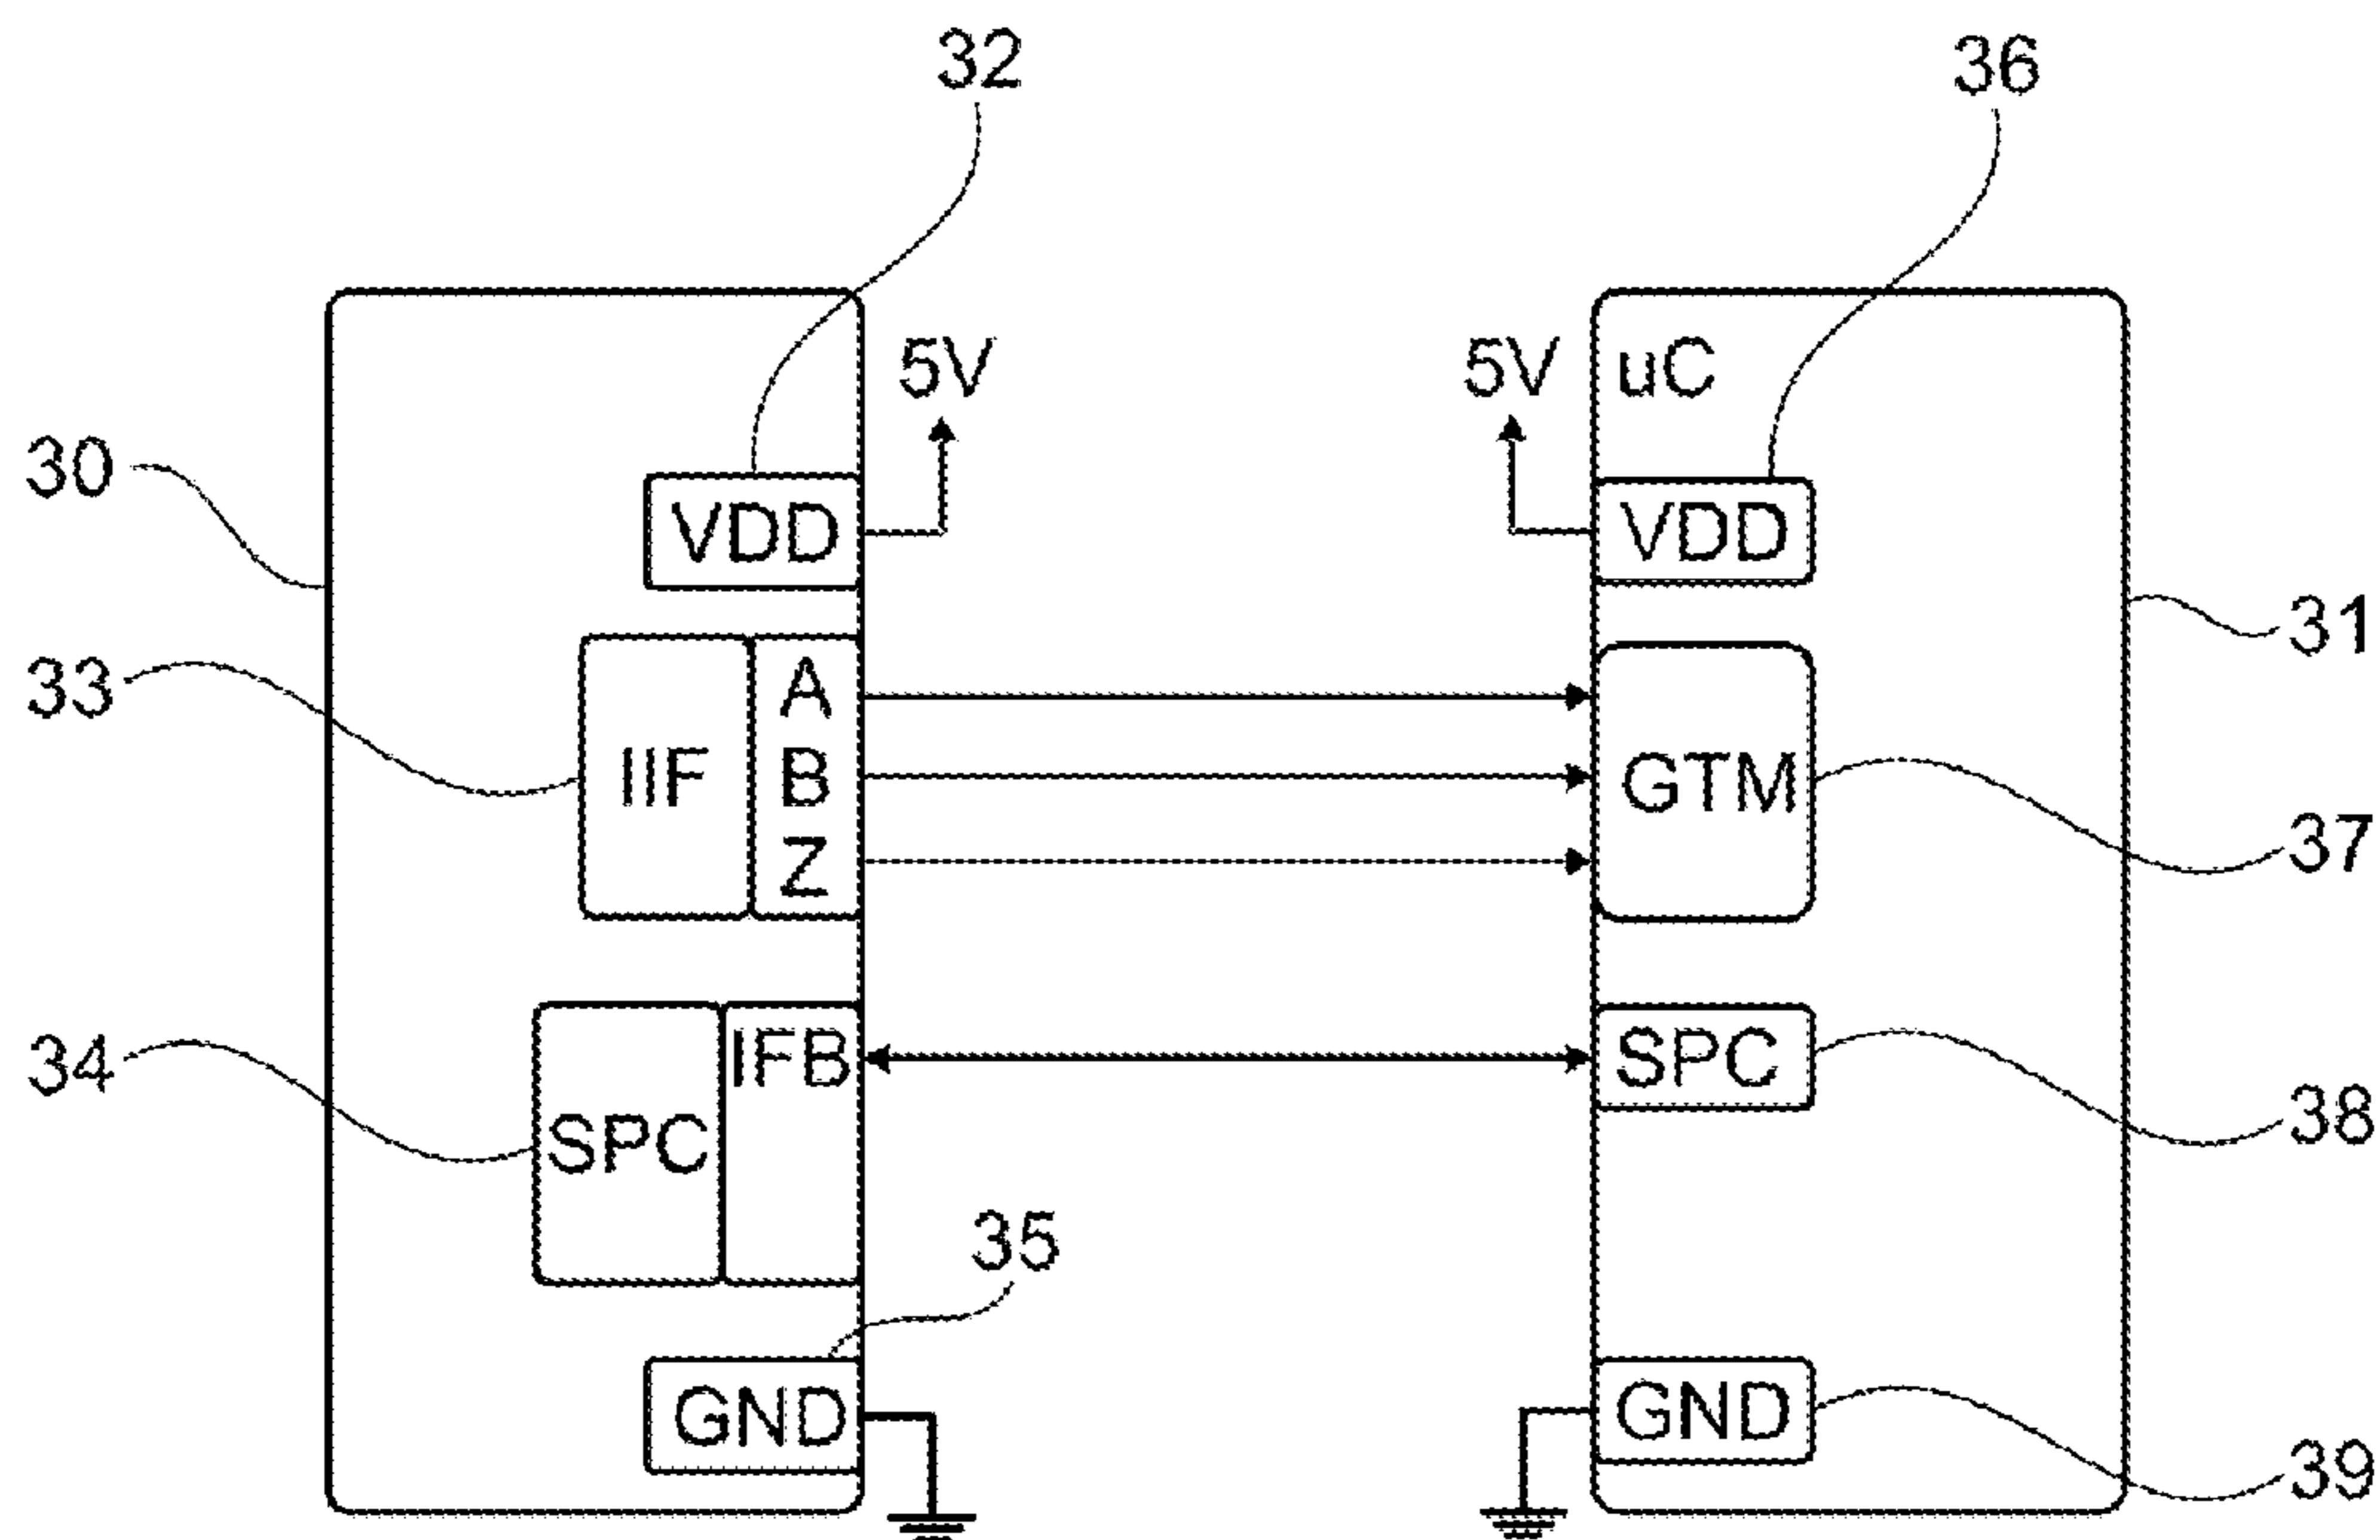 32
36
5V
5V
uC
30
VDD
VDD
31
33
IIF
A
B
Z
GTM
37
34
IFB
SPC
SPC
38
35
GND
GND
39